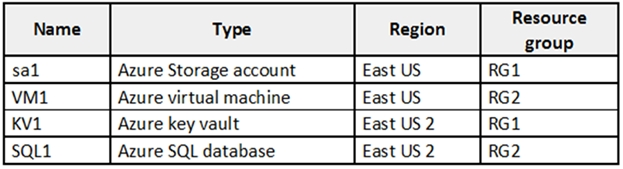 Name Type Region Resource group
sa1 Azure Storage account East US RG1
VM1 Azure virtual machine East US RG2
KV1 Azure key vault East US 2 RG1
SQL1 Azure SQL database East US 2 RG2